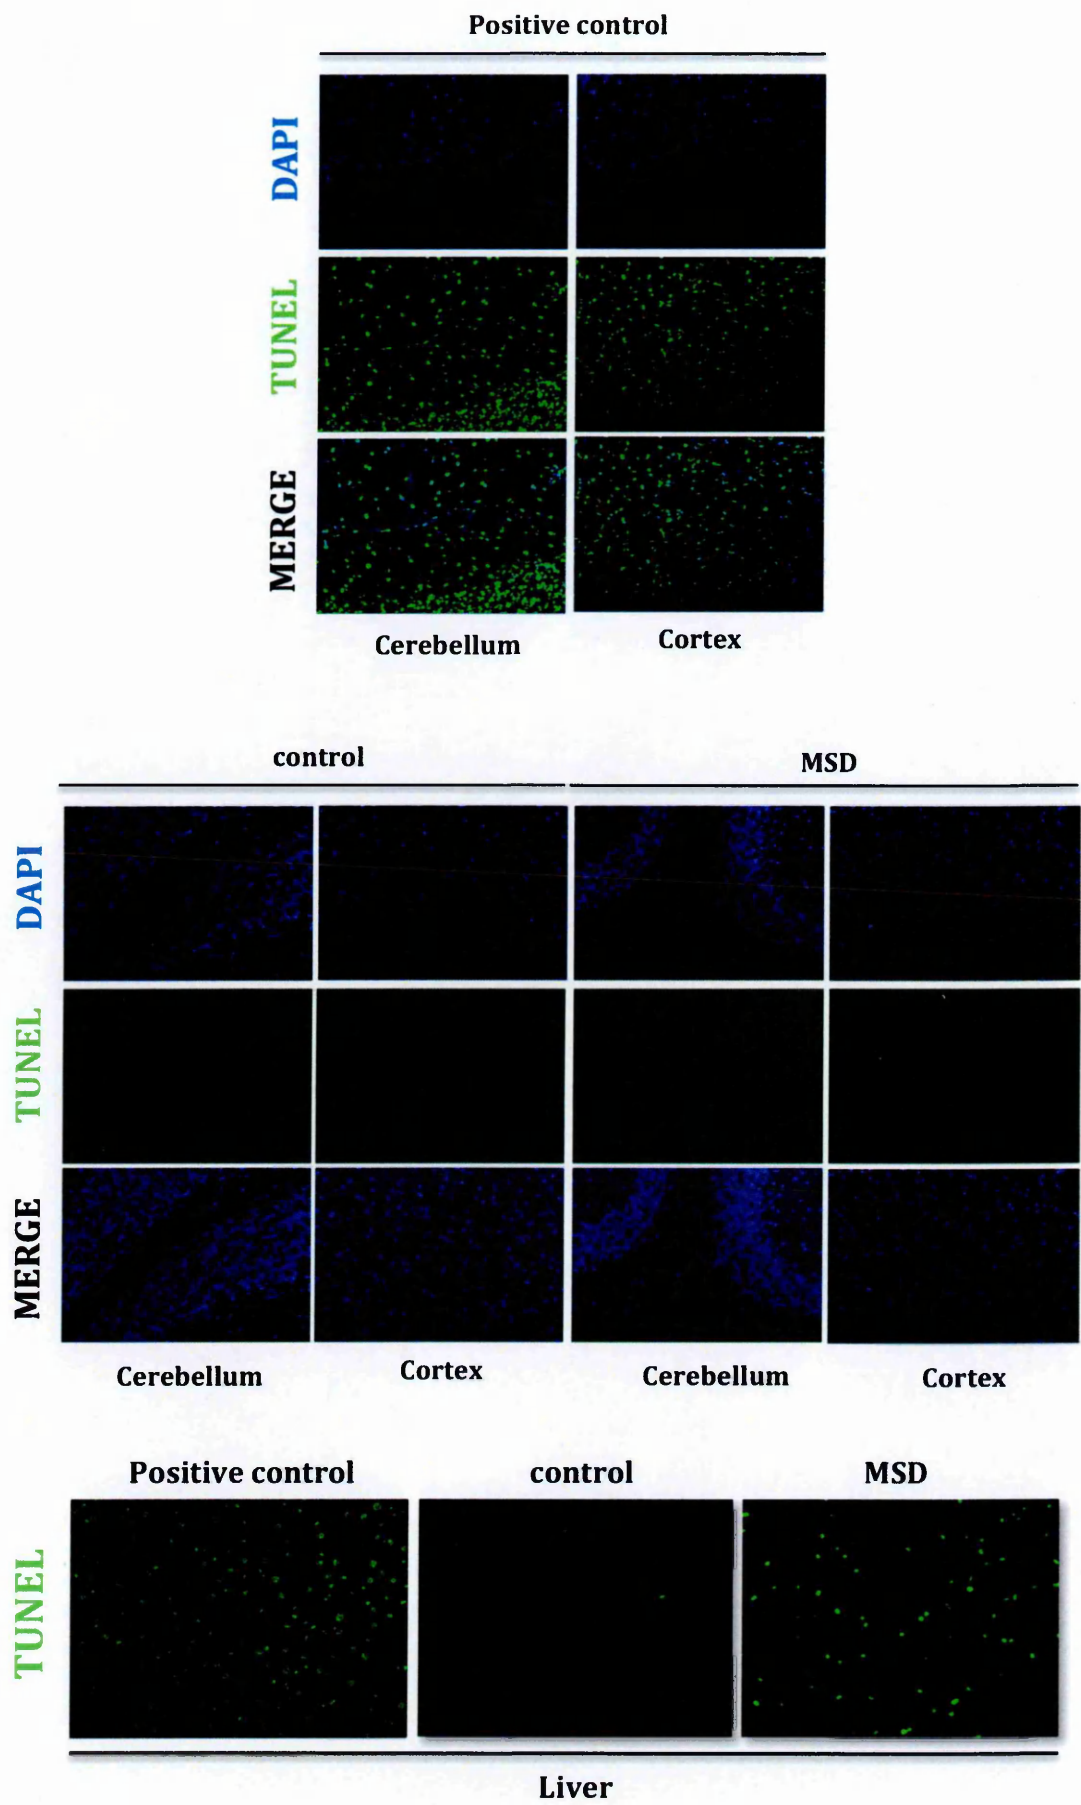 Positive control
DAPI
TUNEL
MERGE
Cerebellum Cortex
control MSD
DAPI
TUNEL
MERGE
Cerebellum Cortex Cerebellum Cortex
Positive control control MSD
TUNEL
Liver